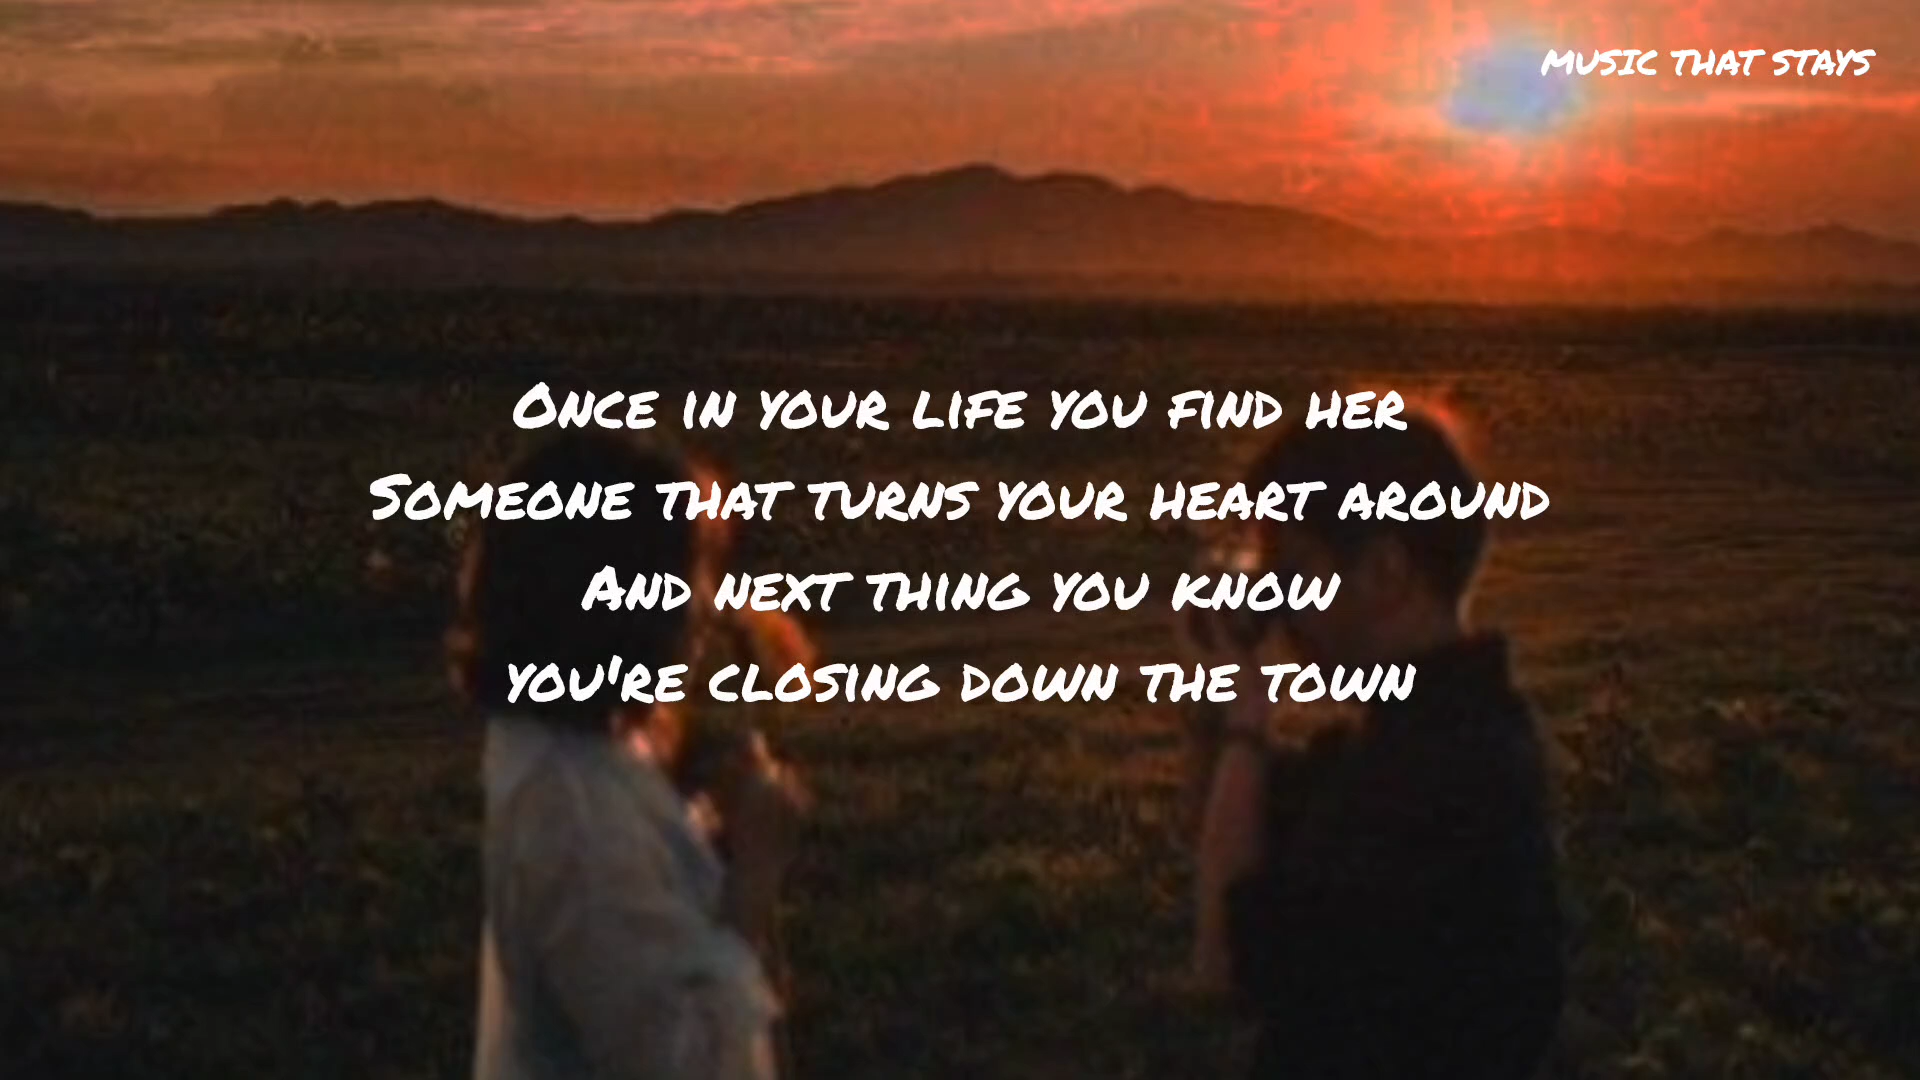 MUSIC THAT STAYS
Once in your life you find her
Someone that turns your heart around
And next thing you know
you're closing down the town